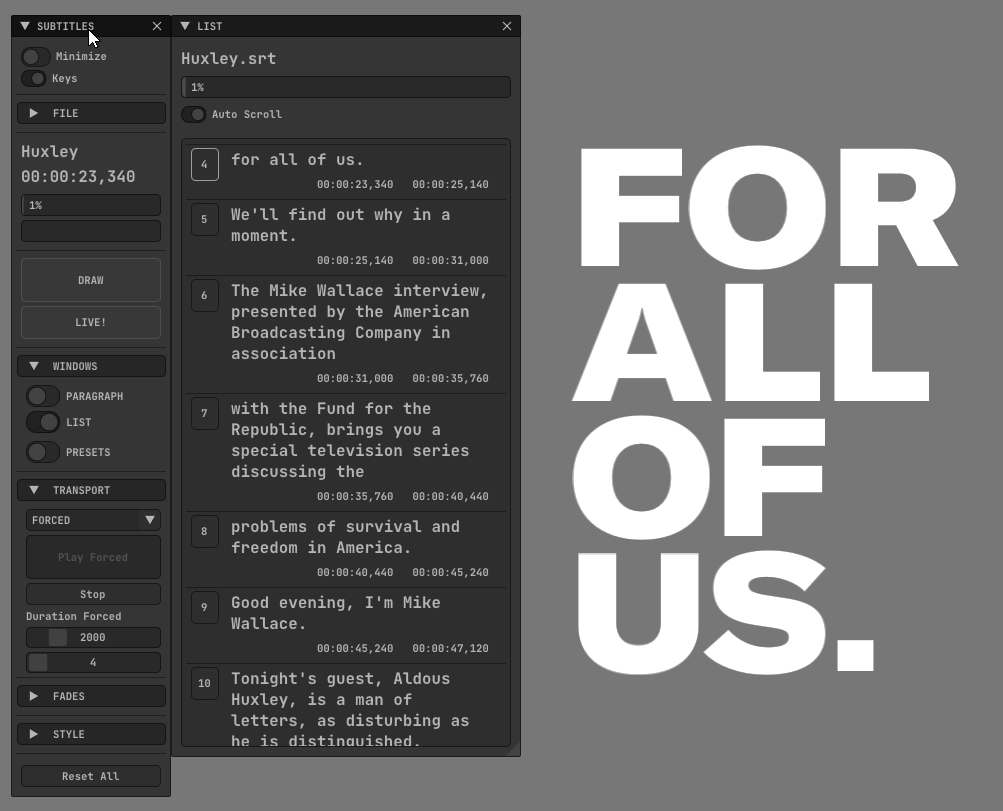 SUBTITLES
Minimize
Keys
FILE
Huxley
00:00:23,340
1%
DRAW
LIVE!
WINDOWS
PARAGRAPH
LIST
PRESETS
TRANSPORT
FORCED
Play Forced
Stop
Duration Forced
2000
4
FADES
STYLE
Reset All
LIST
Huxley.srt
1%
Auto Scroll
4
for all of us.
00:00:23,340 00:00:25,140
5
We'll find out why in a
moment.
00:00:25,140 00:00:31,000
6
The Mike Wallace interview,
presented by the American
Broadcasting Company in
association
00:00:31,000 00:00:35,760
7
with the Fund for the
Republic, brings you a
special television series
discussing the
00:00:35,760 00:00:40,440
8
problems of survival and
freedom in America.
00:00:40,440 00:00:45,240
9
Good evening, I'm Mike
Wallace.
00:00:45,240 00:00:47,120
10
Tonight's guest, Aldous
Huxley, is a man of
letters, as disturbing as
he is distinguished.
FOR
ALL
OF
US.